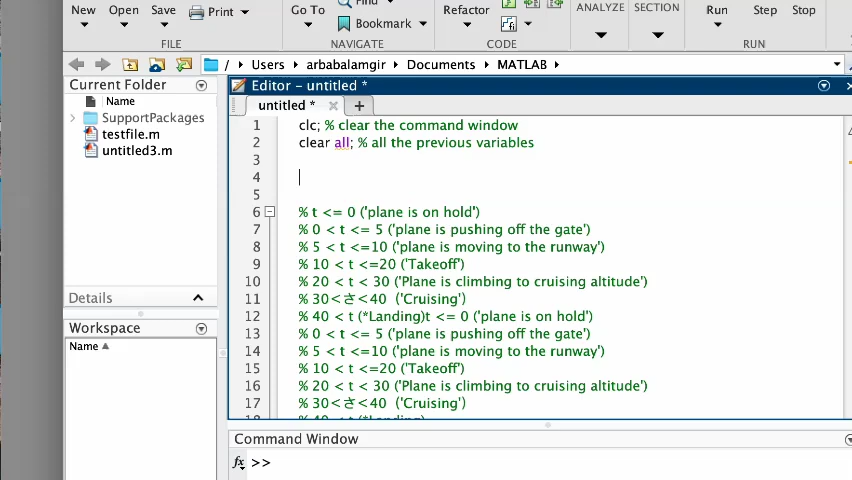 New Open Save Print
Find
Go To
Bookmark
Refactor
ANALYZE SECTION
Run Step Stop
FILE NAVIGATE CODE RUN
/ Users arbabalamgir Documents MATLAB
Current Folder
Name
SupportPackages
testfile.m
untitled3.m
Details
Workspace
Name
Editor - untitled *
untitled * +
1 clc; % clear the command window
2 clear all; % all the previous variables
3
4
5
6 % t <= 0 ('plane is on hold')
7 % 0 < t <= 5 ('plane is pushing off the gate')
8 % 5 < t <=10 ('plane is moving to the runway')
9 % 10 < t <=20 ('Takeoff')
10 % 20 < t < 30 ('Plane is climbing to cruising altitude')
11 % 30<さ<40 ('Cruising')
12 % 40 < t (*Landing)t <= 0 ('plane is on hold')
13 % 0 < t <= 5 ('plane is pushing off the gate')
14 % 5 < t <=10 ('plane is moving to the runway')
15 % 10 < t <=20 ('Takeoff')
16 % 20 < t < 30 ('Plane is climbing to cruising altitude')
17 % 30<さ<40 ('Cruising')
18 % 40 < t (*Landing)
Command Window
fx >>